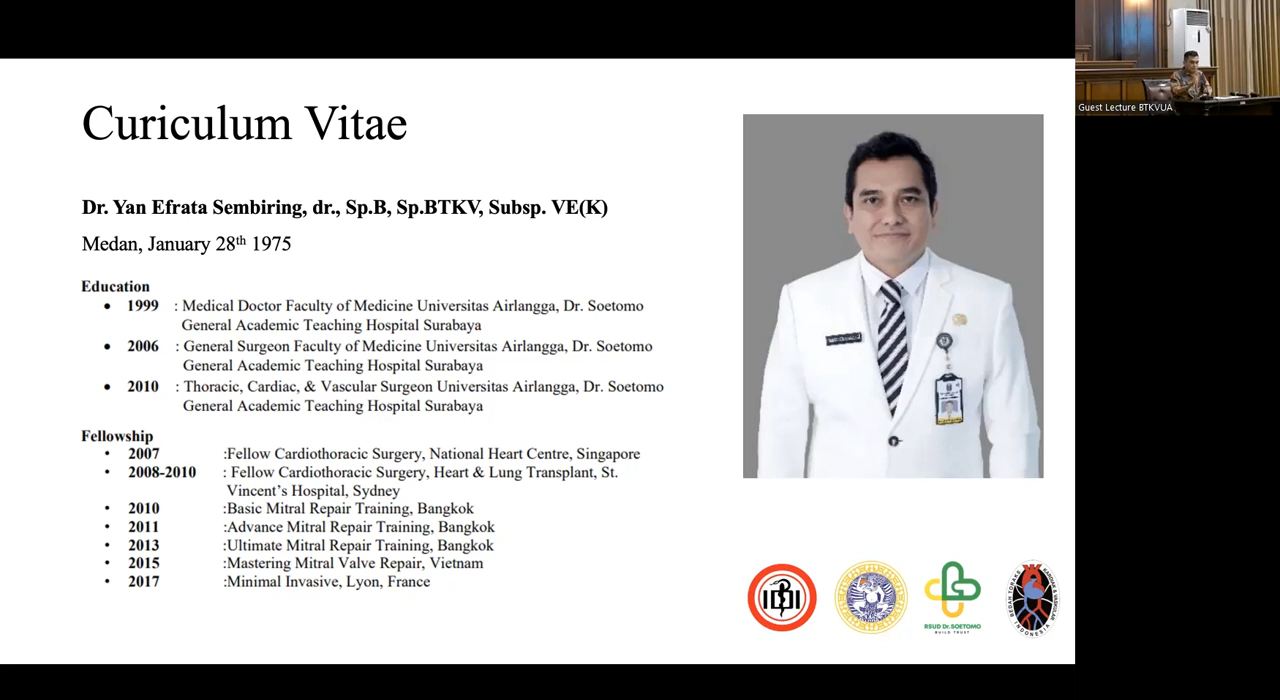 Curiculum Vitae
Dr. Yan Efrata Sembiring, dr., Sp.B, Sp.BTKV, Subsp. VE(K)
Medan, January 28th 1975
Education
• 1999 : Medical Doctor Faculty of Medicine Universitas Airlangga, Dr. Soetomo
General Academic Teaching Hospital Surabaya
• 2006 : General Surgeon Faculty of Medicine Universitas Airlangga, Dr. Soetomo
General Academic Teaching Hospital Surabaya
• 2010 : Thoracic, Cardiac, & Vascular Surgeon Universitas Airlangga, Dr. Soetomo
General Academic Teaching Hospital Surabaya
Fellowship
• 2007 :Fellow Cardiothoracic Surgery, National Heart Centre, Singapore
• 2008-2010 : Fellow Cardiothoracic Surgery, Heart & Lung Transplant, St.
Vincent’s Hospital, Sydney
• 2010 :Basic Mitral Repair Training, Bangkok
• 2011 :Advance Mitral Repair Training, Bangkok
• 2013 :Ultimate Mitral Repair Training, Bangkok
• 2015 :Mastering Mitral Valve Repair, Vietnam
• 2017 :Minimal Invasive, Lyon, France
IDI
RSUD Dr.SOETOMO
BUILD TRUST
INDONESIA
Guest Lecture BTKVUA